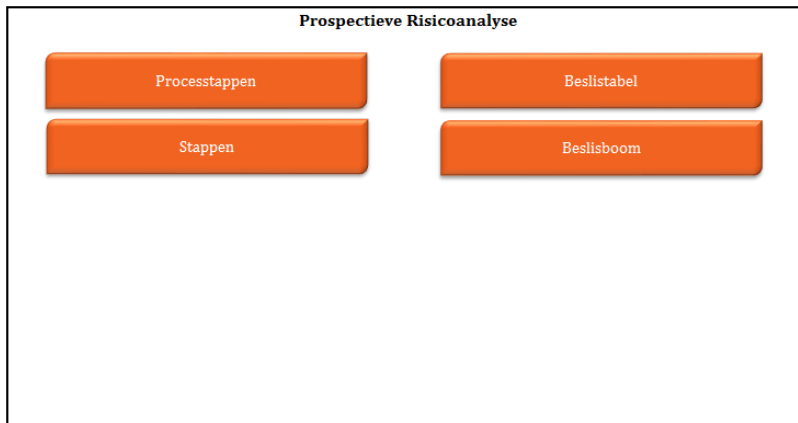 Prospectieve Risicoanalyse
Processtappen
Beslistabel
Stappen
Beslisboom